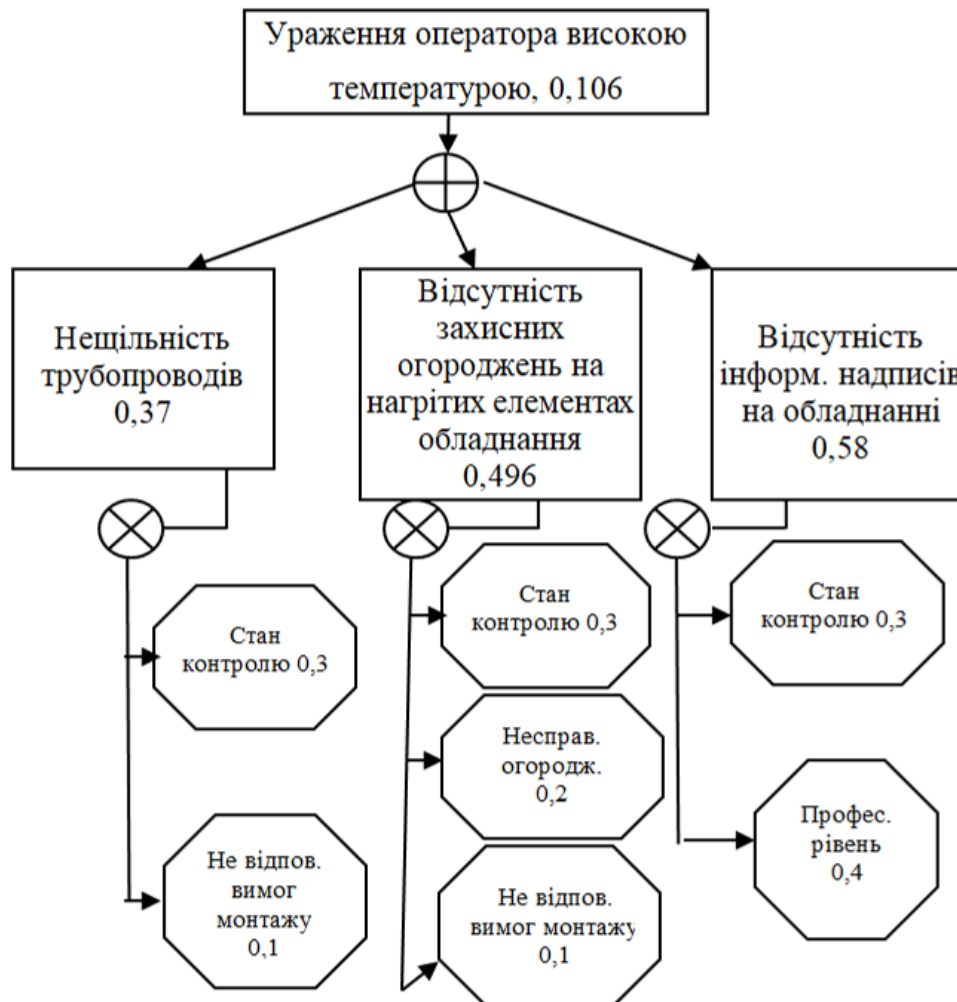 Ураження оператора високою
температурою, 0,106
Нещільність
трубопроводів
0,37
Відсутність
захисних
огороджень на
нагрітих елементах
обладнання
0,496
Відсутність
інформ. надписів
на обладнанні
0,58
Стан
контролю 0,3
Не відпов.
вимог
монтажу
0,1
Стан
контролю 0,3
Несправ.
огородж.
0,2
Не відпов.
вимог монтажу
0,1
Стан
контролю 0,3
Профес.
рівень
0,4